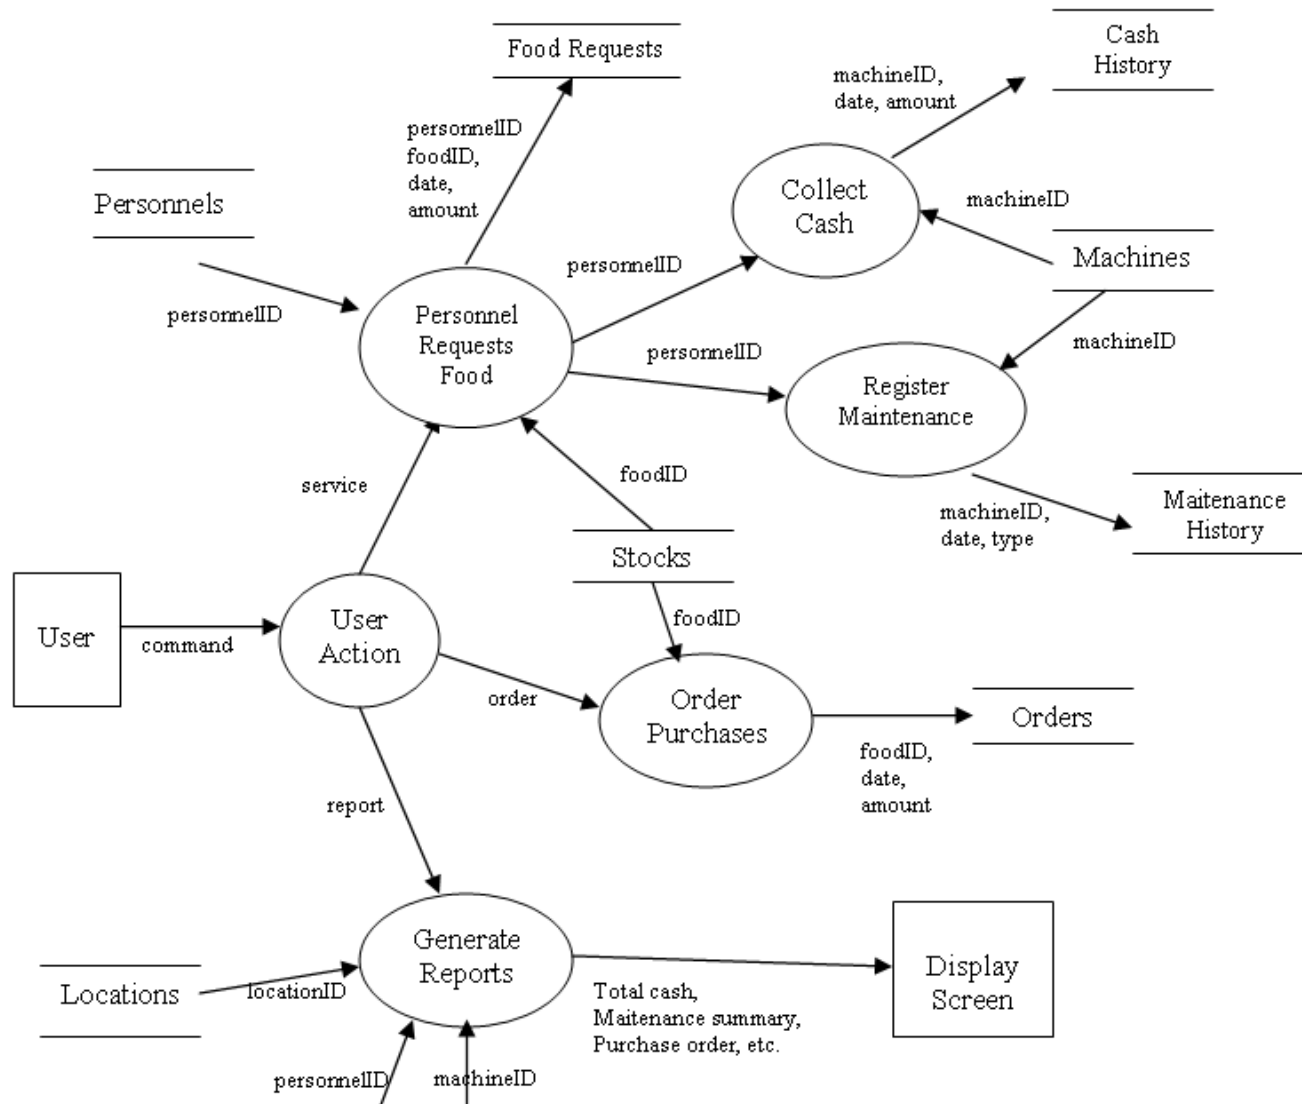 Food Requests
Cash
History
machineID,
date, amount
personnelID
foodID,
date,
amount
Personnels
Collect
Cash
machineID
Machines
personnelID
personnelID
Personnel
Requests
Food
personnelID
machineID
Register
Maintenance
service
foodID
machineID,
date, type
Maitenance
History
Stocks
User
command
User
Action
foodID
order
Order
Purchases
Orders
foodID,
date,
amount
report
Generate
Reports
Locations
locationID
Total cash,
Maitenance summary,
Purchase order, etc.
Display
Screen
personnelID
machineID